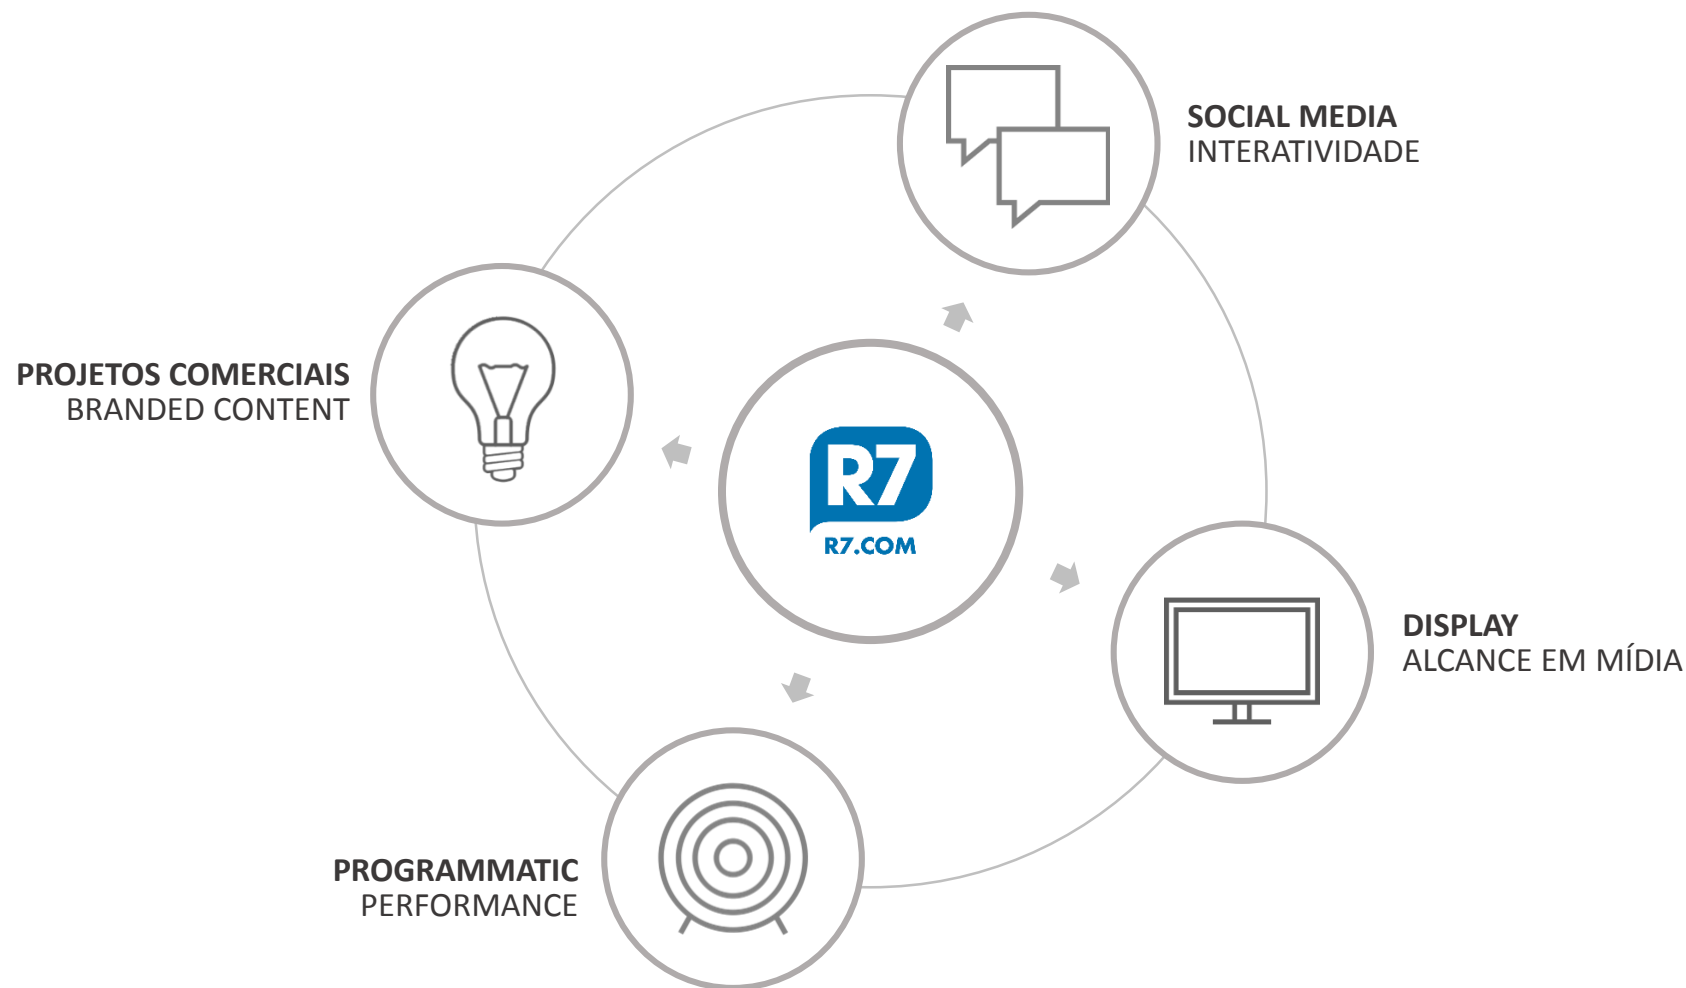 SOCIAL MEDIA
INTERATIVIDADE
PROJETOS COMERCIAIS
BRANDED CONTENT
R7
R7.COM
DISPLAY
ALCANCE EM MÍDIA
PROGRAMMATIC
PERFORMANCE